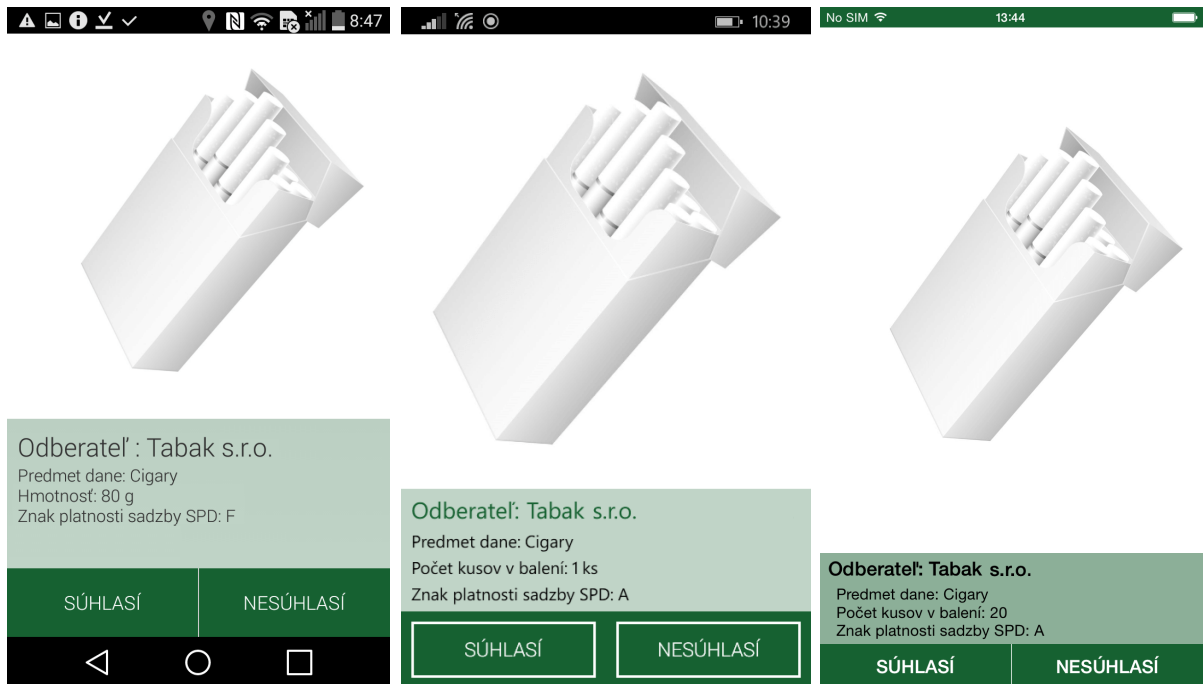 8:47
Odberateľ : Tabak s.r.o.
Predmet dane: Cigary
Hmotnosť: 80 g
Znak platnosti sadzby SPD: F
SÚHLASÍ
NESÚHLASÍ
10:39
Odberateľ: Tabak s.r.o.
Predmet dane: Cigary
Počet kusov v balení: 1 ks
Znak platnosti sadzby SPD: A
SÚHLASÍ
NESÚHLASÍ
No SIM 13:44
Odberateľ: Tabak s.r.o.
Predmet dane: Cigary
Počet kusov v balení: 20
Znak platnosti sadzby SPD: A
SÚHLASÍ
NESÚHLASÍ